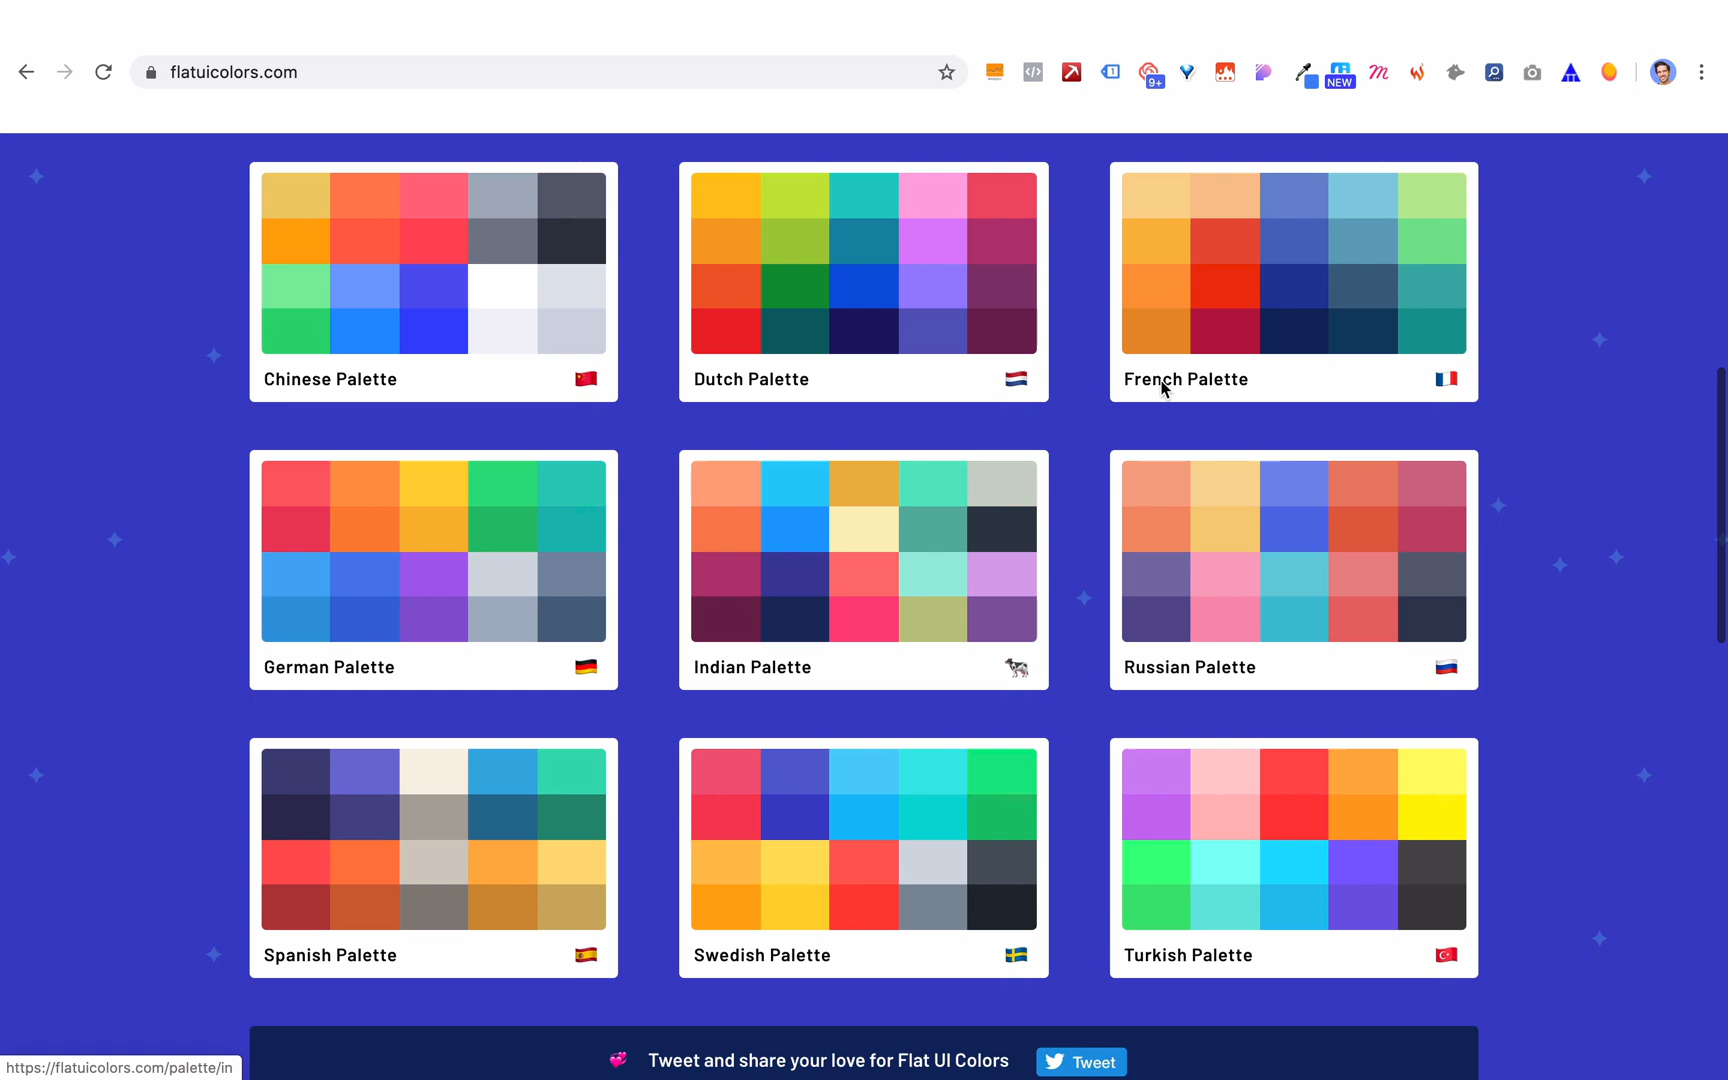 flatuicolors.com
9+
1
NEW
Chinese Palette
Dutch Palette
French Palette
German Palette
Indian Palette
Russian Palette
Spanish Palette
Swedish Palette
Turkish Palette
Tweet and share your love for Flat UI Colors
Tweet
https://flatuicolors.com/palette/in